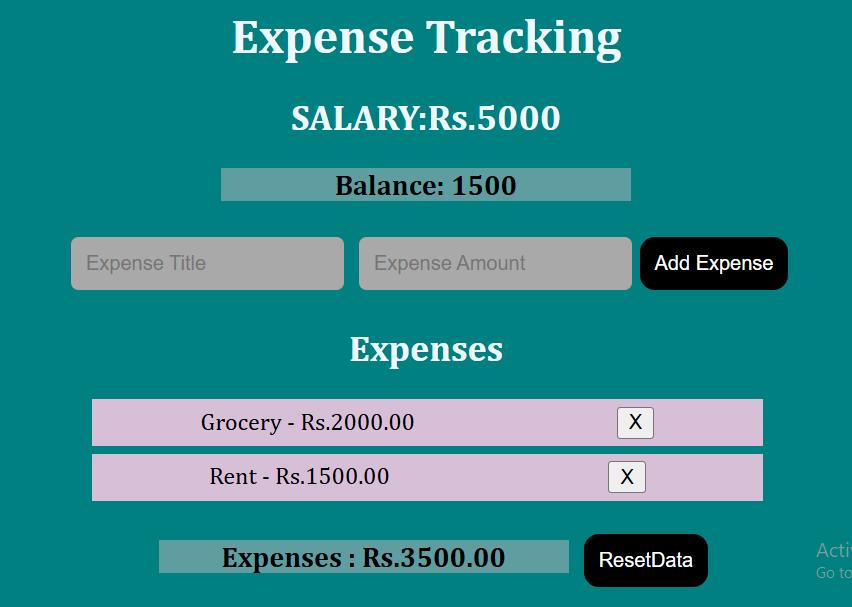 Expense Tracking
SALARY:Rs.5000
Balance: 1500
Expense Title Expense Amount Add Expense
Expenses
Grocery - Rs.2000.00 X
Rent - Rs.1500.00 X
Expenses : Rs.3500.00 ResetData
Go to